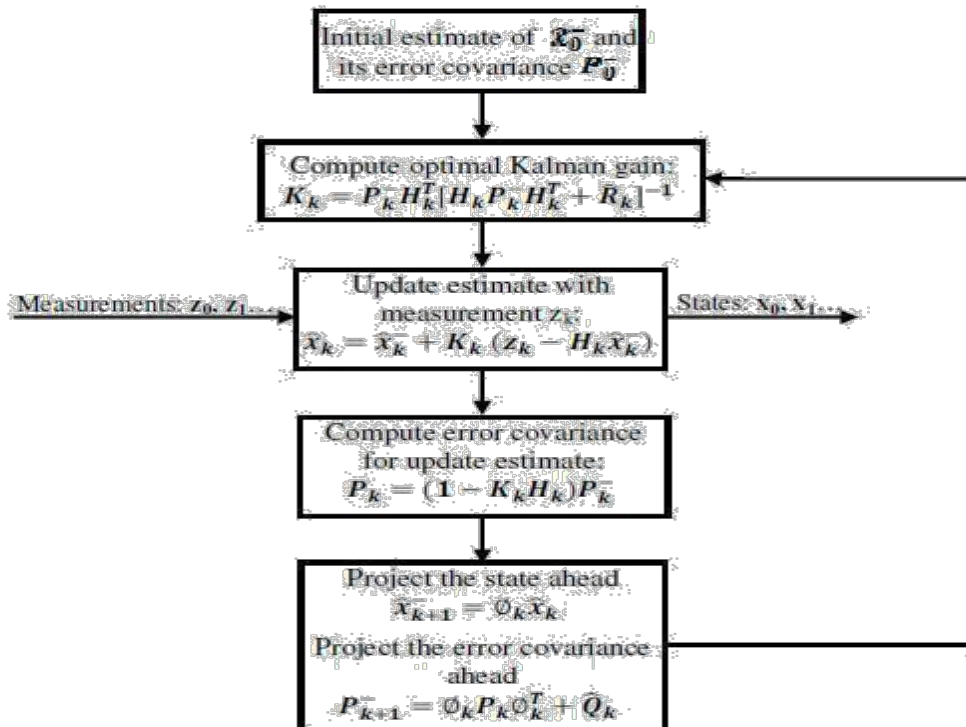 Initial estimate of x̂₀⁻ and
its error covariance P₀⁻
Compute optimal Kalman gain:
Kₖ = Pₖ⁻Hₖᵀ[HₖPₖ⁻Hₖᵀ + Rₖ]⁻¹
Measurements: z₀, z₁...
Update estimate with
measurement zₖ:
x̂ₖ = x̂ₖ⁻ + Kₖ (zₖ − Hₖx̂ₖ⁻)
States: x₀, x₁...
Compute error covariance
for update estimate:
Pₖ = (1 − KₖHₖ)Pₖ⁻
Project the state ahead
x̂ₖ₊₁⁻ = ∅ₖx̂ₖ
Project the error covariance
ahead
Pₖ₊₁⁻ = ∅ₖPₖ∅ₖᵀ + Qₖ